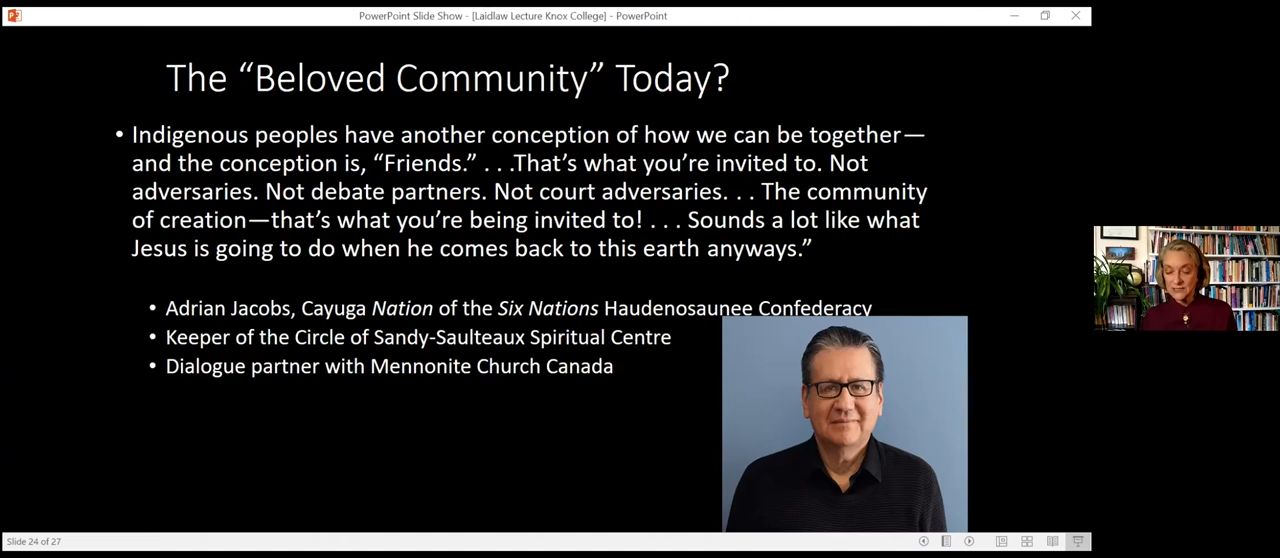 PowerPoint Slide Show - [Laidlaw Lecture Knox College] - PowerPoint
The “Beloved Community” Today?
• Indigenous peoples have another conception of how we can be together—
and the conception is, “Friends.” . . .That’s what you’re invited to. Not
adversaries. Not debate partners. Not court adversaries. . . The community
of creation—that’s what you’re being invited to! . . . Sounds a lot like what
Jesus is going to do when he comes back to this earth anyways.”
• Adrian Jacobs, Cayuga Nation of the Six Nations Haudenosaunee Confederacy
• Keeper of the Circle of Sandy-Saulteaux Spiritual Centre
• Dialogue partner with Mennonite Church Canada
Slide 24 of 27